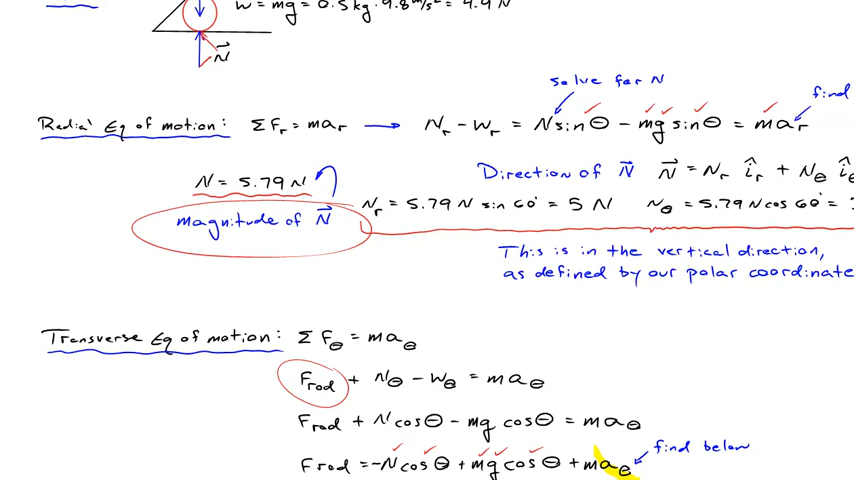 w = mg = 0.5 kg · 9.8 m/s² = 4.9 N
N⃗
solve for N
find
Radial Eq of motion: ΣFr = mar → Nr - Wr = N sin Θ - mg sin Θ = mar
Direction of N⃗ N⃗ = Nr îr + NΘ îΘ
N = 5.79 N
Nr = 5.79 N sin 60° = 5 N NΘ = 5.79 N cos 60° =
magnitude of N⃗
This is in the vertical direction,
as defined by our polar coordinate
Transverse Eq of motion: ΣFΘ = maΘ
Frod + NΘ - WΘ = maΘ
Frod + N cos Θ - mg cos Θ = maΘ
find below
Frod = -N cos Θ + mg cos Θ + maΘ